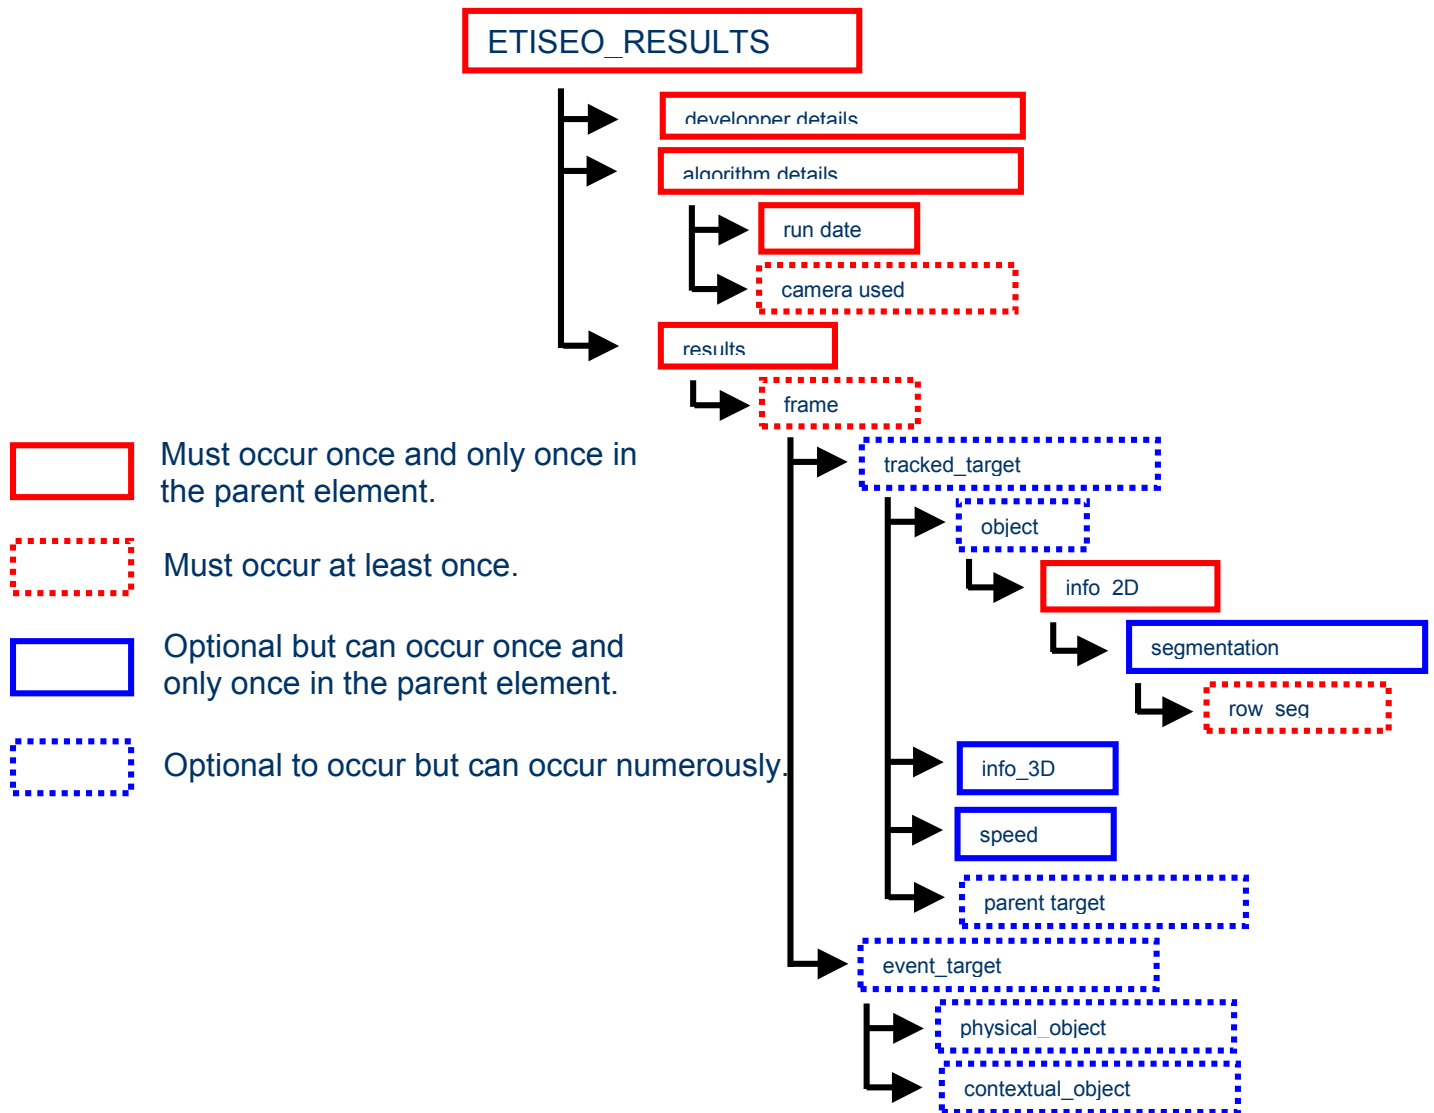 ETISEO_RESULTS
developper details
algorithm details
run date
camera used
results
frame
Must occur once and only once in
the parent element.
tracked_target
object
Must occur at least once.
info_2D
Optional but can occur once and
only once in the parent element.
segmentation
row_seg
Optional to occur but can occur numerously.
info_3D
speed
parent target
event_target
physical_object
contextual_object